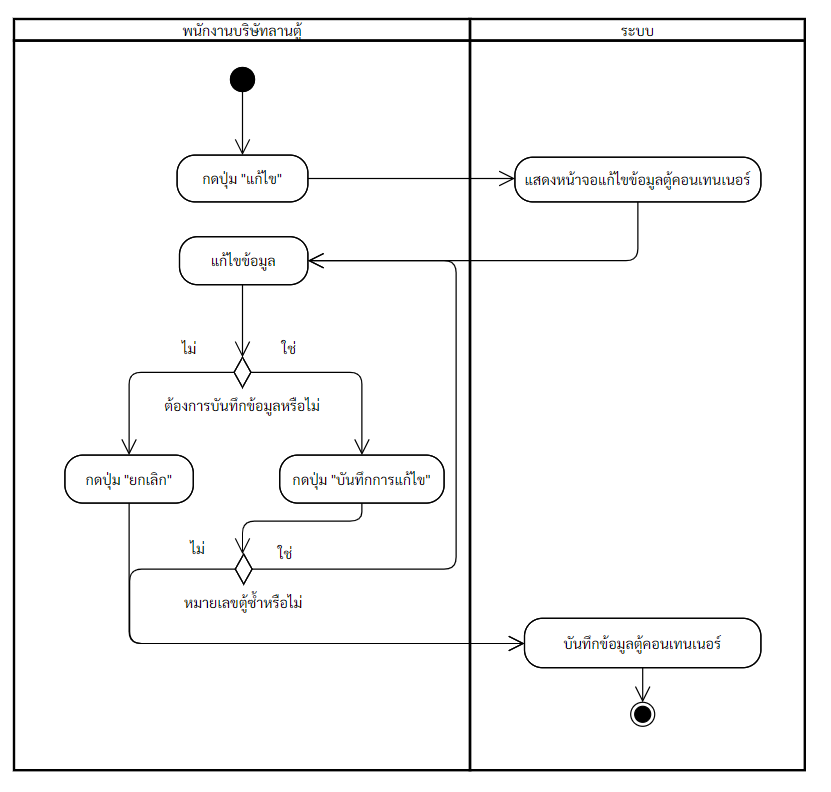 พนักงานบริษัทลานตู้
ระบบ
กดปุ่ม "แก้ไข"
แสดงหน้าจอแก้ไขข้อมูลตู้คอนเทนเนอร์
แก้ไขข้อมูล
ไม่
ใช่
ต้องการบันทึกข้อมูลหรือไม่
กดปุ่ม "ยกเลิก"
กดปุ่ม "บันทึกการแก้ไข"
ไม่
ใช่
หมายเลขตู้ซ้ำหรือไม่
บันทึกข้อมูลตู้คอนเทนเนอร์